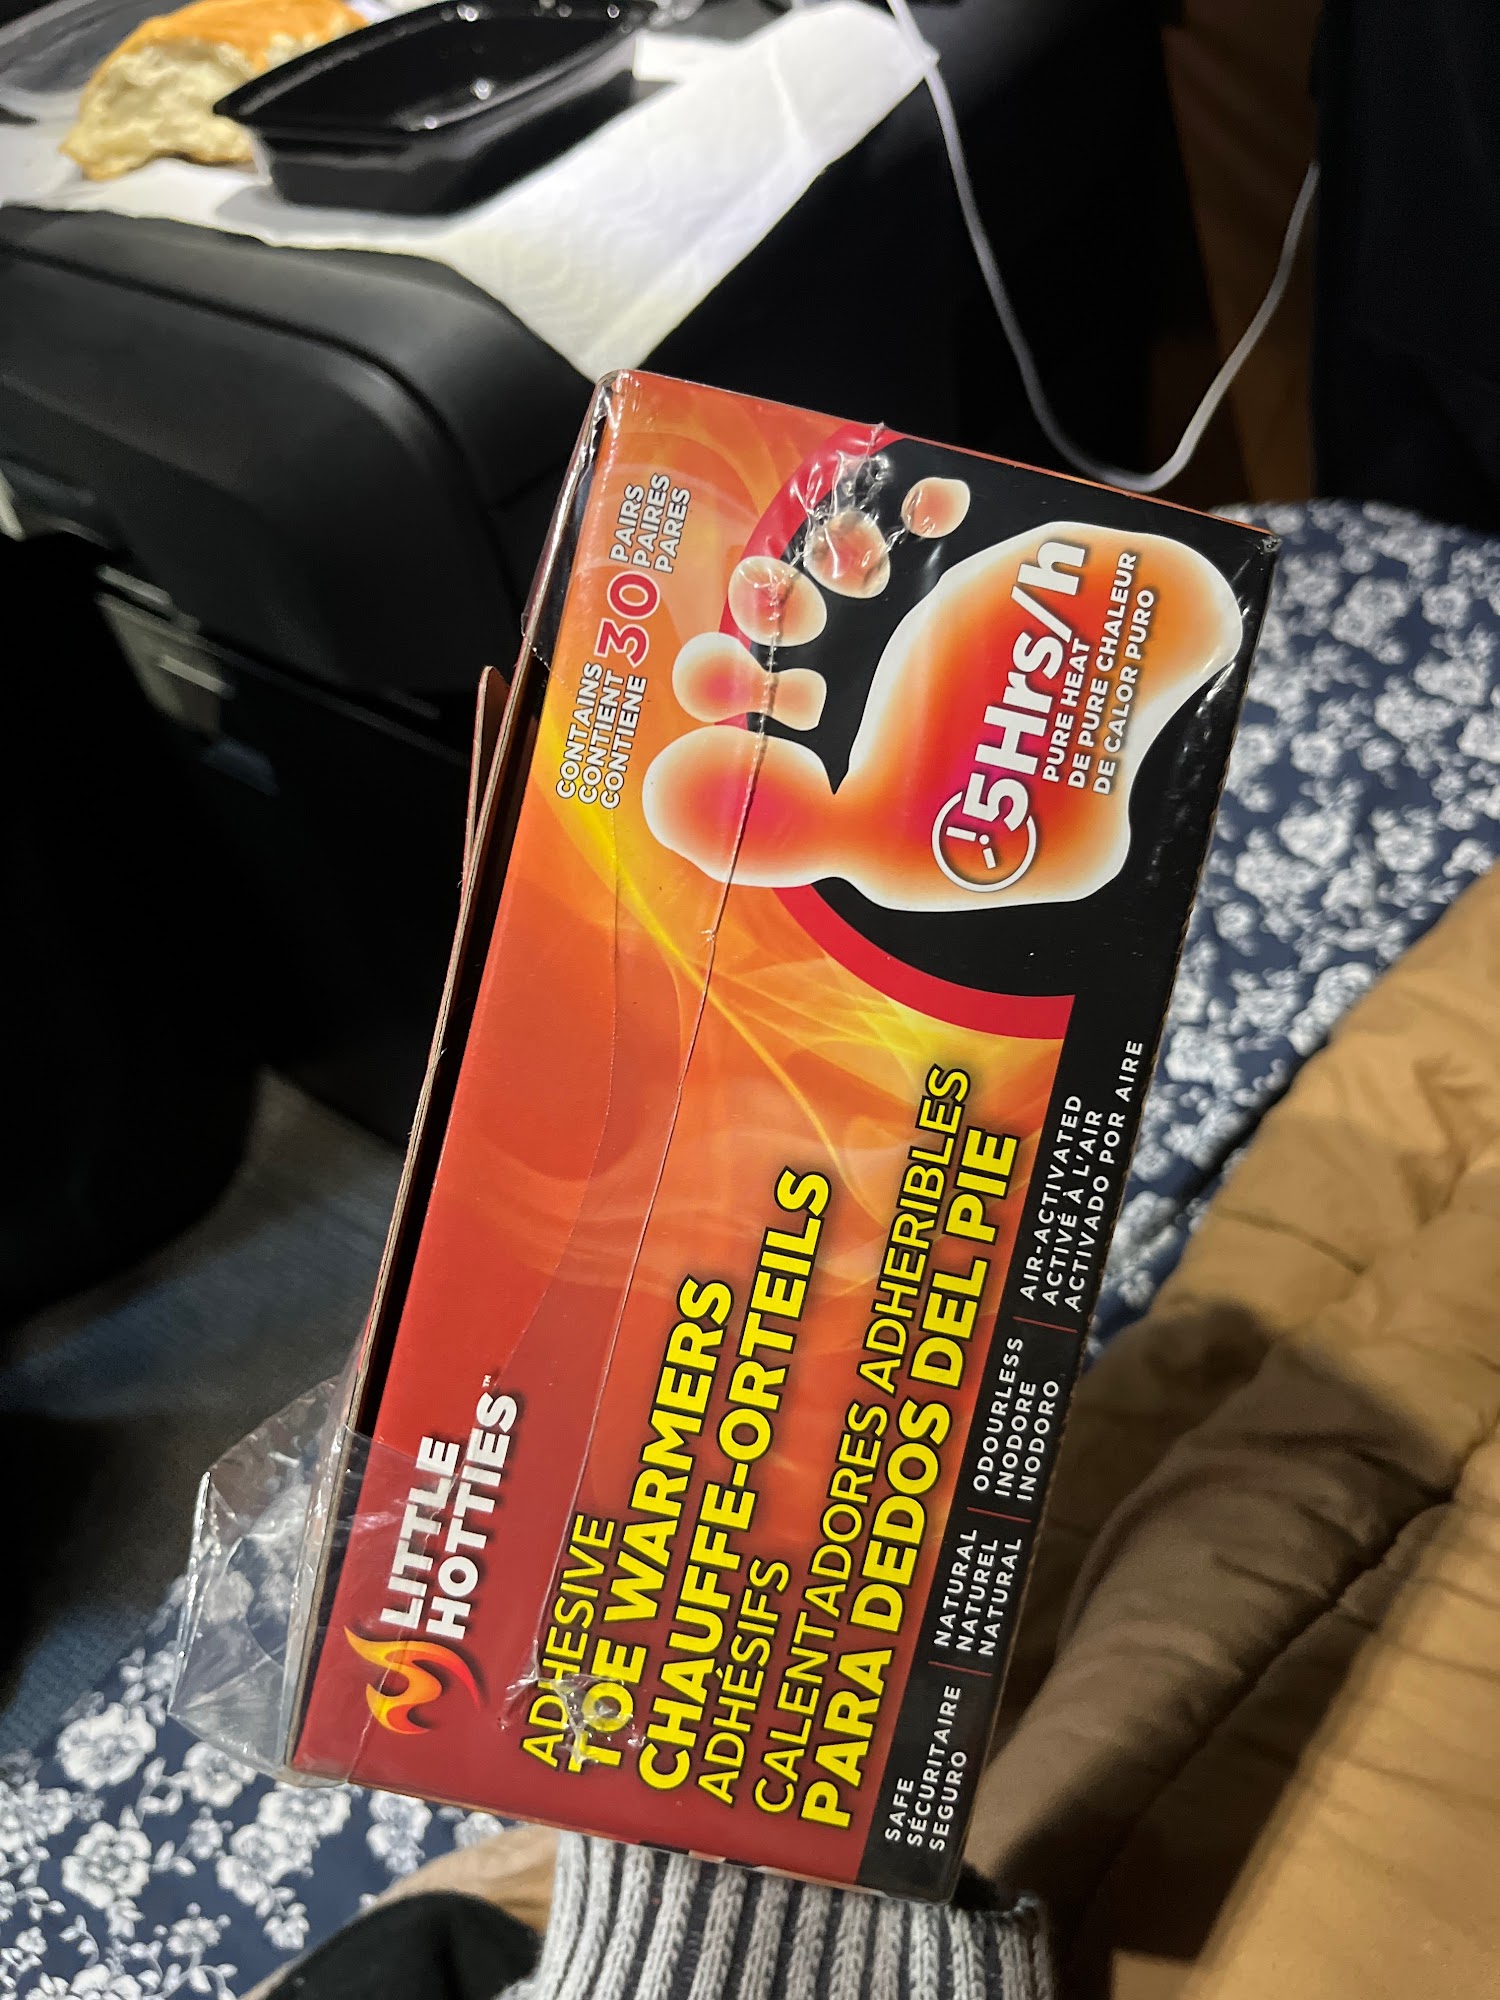 LITTLE
HOTTIES™
CONTAINS
CONTIENT
CONTIENE
30
PAIRS
PAIRES
PARES
ADHESIVE
TOE WARMERS
CHAUFFE-ORTEILS
ADHÉSIFS
CALENTADORES ADHERIBLES
PARA DEDOS DEL PIE
5Hrs/h
PURE HEAT
DE PURE CHALEUR
DE CALOR PURO
SAFE
SÉCURITAIRE
SEGURO
NATURAL
NATUREL
NATURAL
ODOURLESS
INODORE
INODORO
AIR-ACTIVATED
ACTIVÉ À L'AIR
ACTIVADO POR AIRE